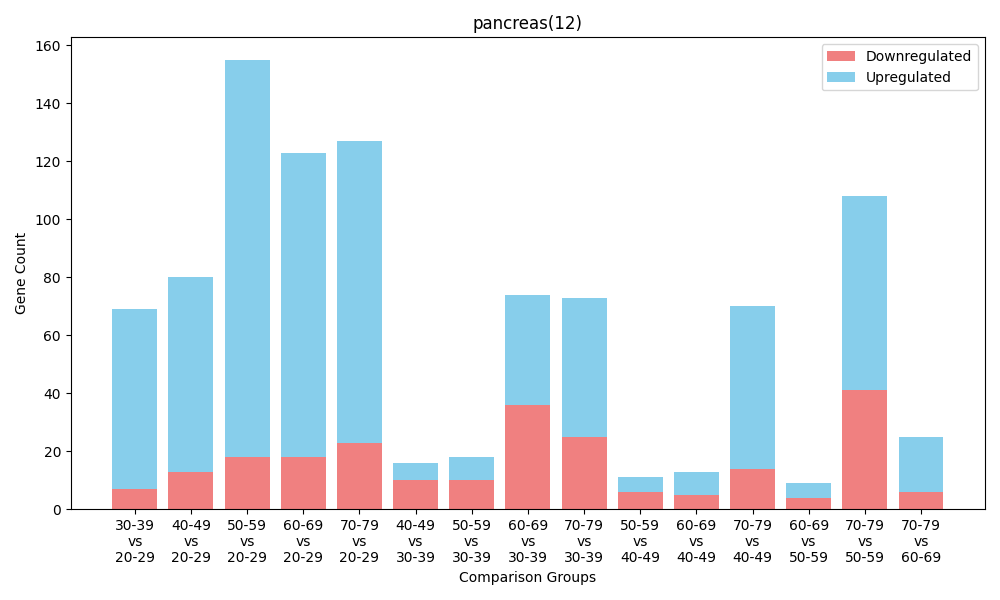 pancreas(12)
Downregulated
Upregulated
Gene Count
160
140
120
100
80
60
40
20
0
30-39 vs 20-29
40-49 vs 20-29
50-59 vs 20-29
60-69 vs 20-29
70-79 vs 20-29
40-49 vs 30-39
50-59 vs 30-39
60-69 vs 30-39
70-79 vs 30-39
50-59 vs 40-49
60-69 vs 40-49
70-79 vs 40-49
60-69 vs 50-59
70-79 vs 50-59
70-79 vs 60-69
Comparison Groups